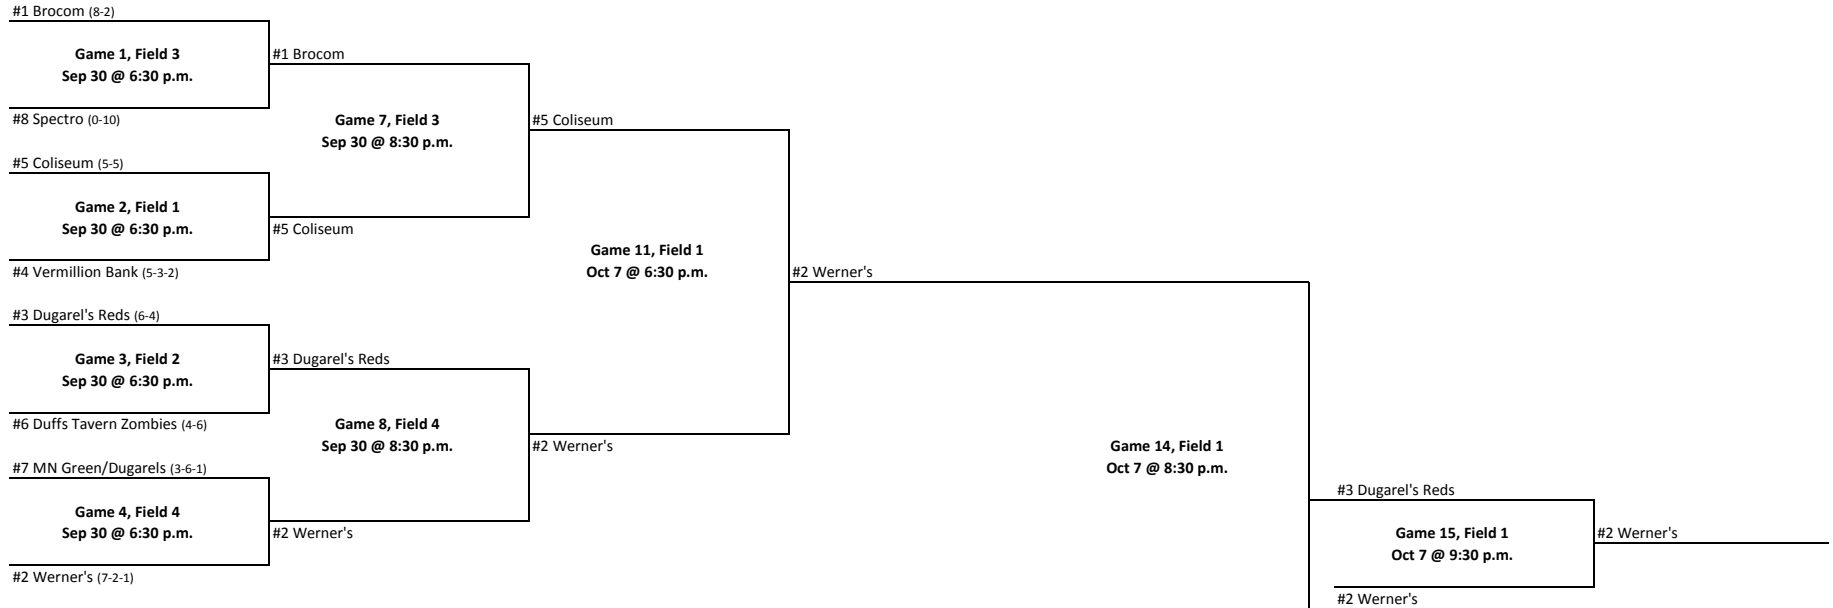 #1 Brocom (8-2)
Game 1, Field 3
Sep 30 @ 6:30 p.m.
#8 Spectro (0-10)
#5 Coliseum (5-5)
Game 2, Field 1
Sep 30 @ 6:30 p.m.
#4 Vermillion Bank (5-3-2)
#3 Dugarel's Reds (6-4)
Game 3, Field 2
Sep 30 @ 6:30 p.m.
#6 Duffs Tavern Zombies (4-6)
#7 MN Green/Dugarels (3-6-1)
Game 4, Field 4
Sep 30 @ 6:30 p.m.
#2 Werner's (7-2-1)
#1 Brocom
Game 7, Field 3
Sep 30 @ 8:30 p.m.
#5 Coliseum
#3 Dugarel's Reds
Game 8, Field 4
Sep 30 @ 8:30 p.m.
#2 Werner's
#5 Coliseum
Game 11, Field 1
Oct 7 @ 6:30 p.m.
#2 Werner's
#2 Werner's
Game 14, Field 1
Oct 7 @ 8:30 p.m.
#3 Dugarel's Reds
Game 15, Field 1
Oct 7 @ 9:30 p.m.
#2 Werner's
#2 Werner's